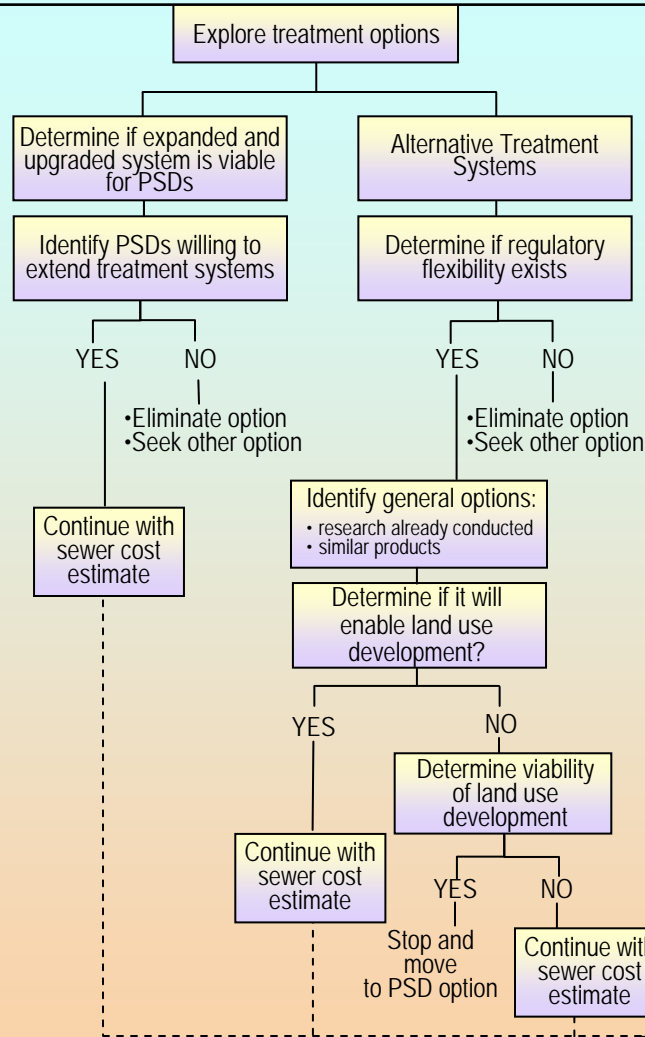 Explore treatment options
Determine if expanded and
upgraded system is viable
for PSDs
Alternative Treatment
Systems
Identify PSDs willing to
extend treatment systems
Determine if regulatory
flexibility exists
YES
NO
YES
NO
•Eliminate option
•Seek other option
•Eliminate option
•Seek other option
Identify general options:
• research already conducted
• similar products
Continue with
sewer cost
estimate
Determine if it will
enable land use
development?
YES
NO
Determine viability
of land use
development
Continue with
sewer cost
estimate
YES
NO
Stop and
move
to PSD option
Continue with
sewer cost
estimate